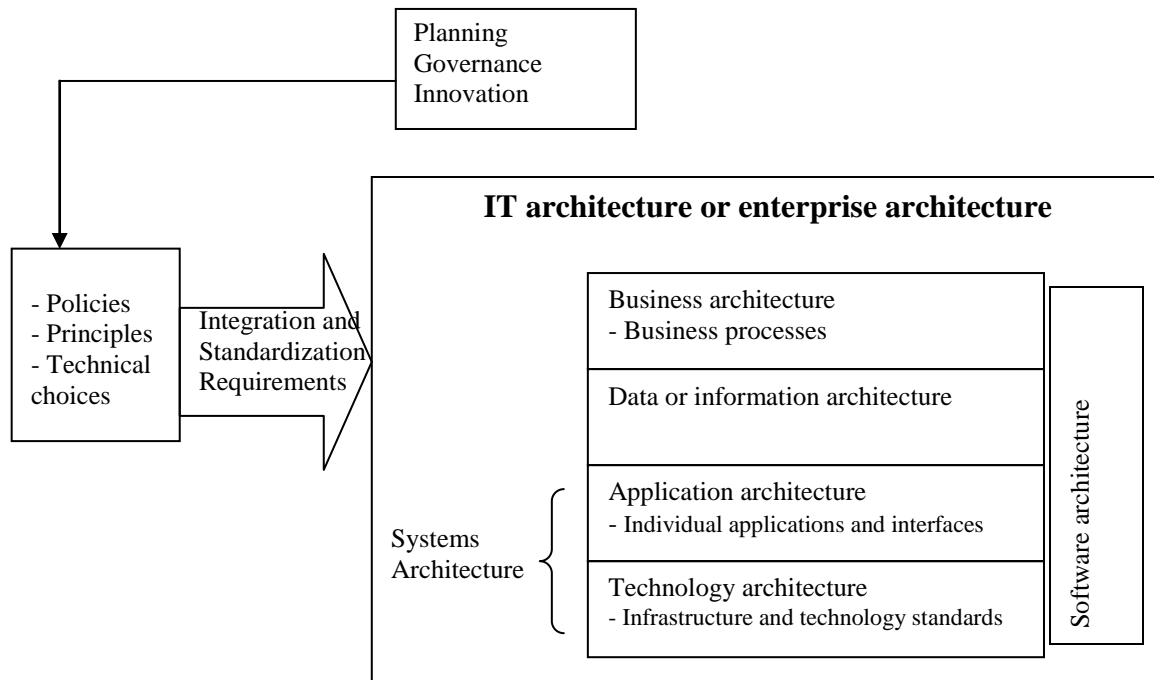 Planning
Governance
Innovation
IT architecture or enterprise architecture
- Policies
- Principles
- Technical
choices
Integration and
Standardization
Requirements
Business architecture
- Business processes
Data or information architecture
Application architecture
- Individual applications and interfaces
Systems
Architecture
Technology architecture
- Infrastructure and technology standards
Software architecture